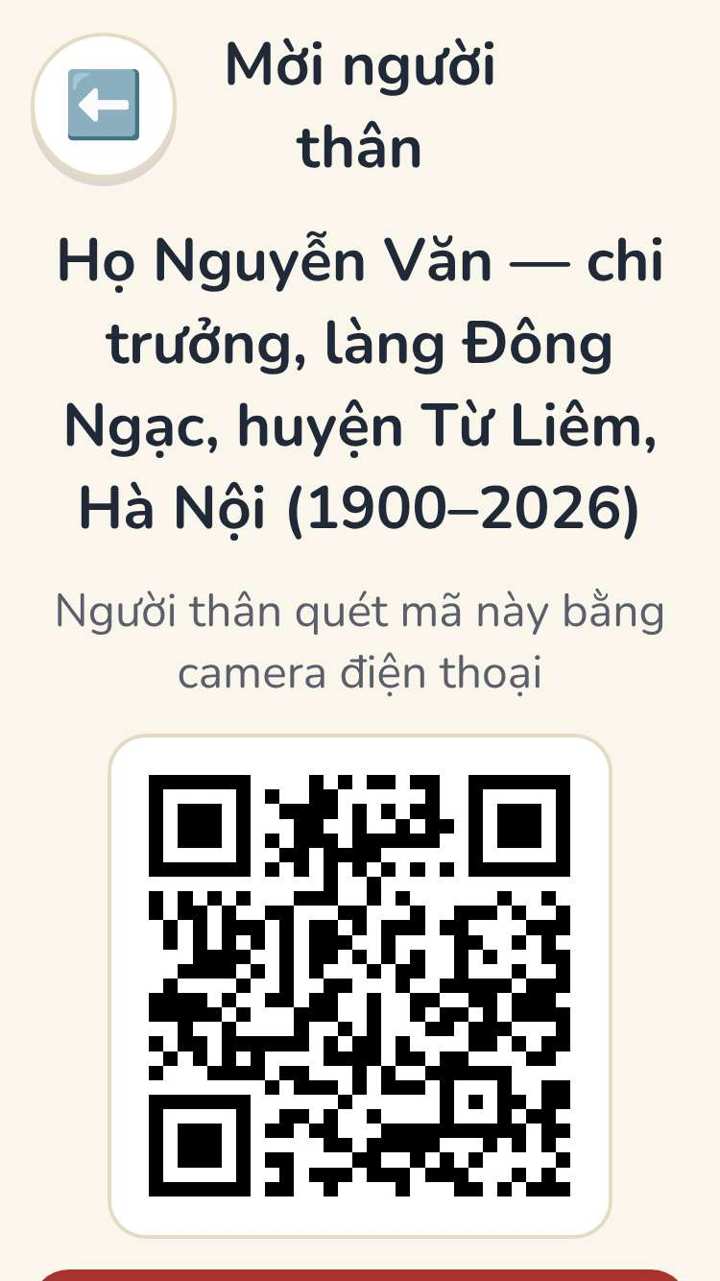 Mời người
thân
Họ Nguyễn Văn — chi
trưởng, làng Đông
Ngạc, huyện Từ Liêm,
Hà Nội (1900–2026)
Người thân quét mã này bằng
camera điện thoại